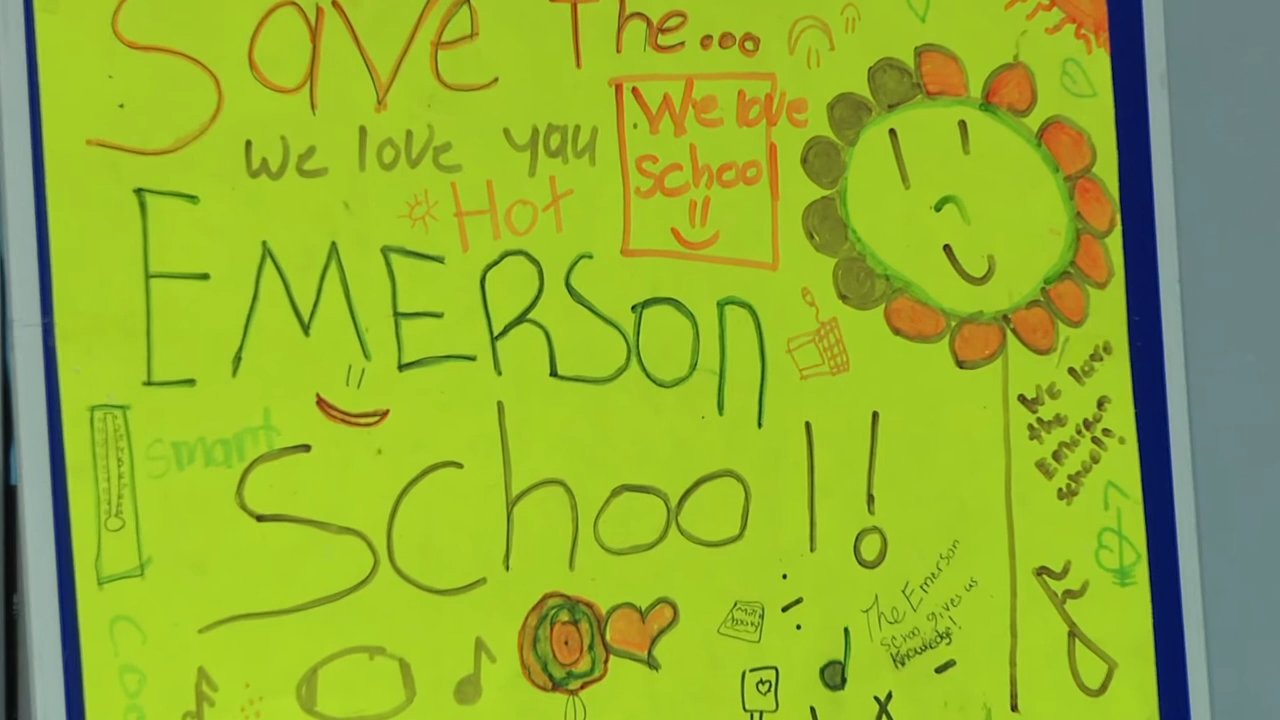 Save The...
We love you
We love
School
Hot
EMERSon
Smart
School!
We love
the
Emerson
School!!
The Emerson
School gives us
Knowledge!